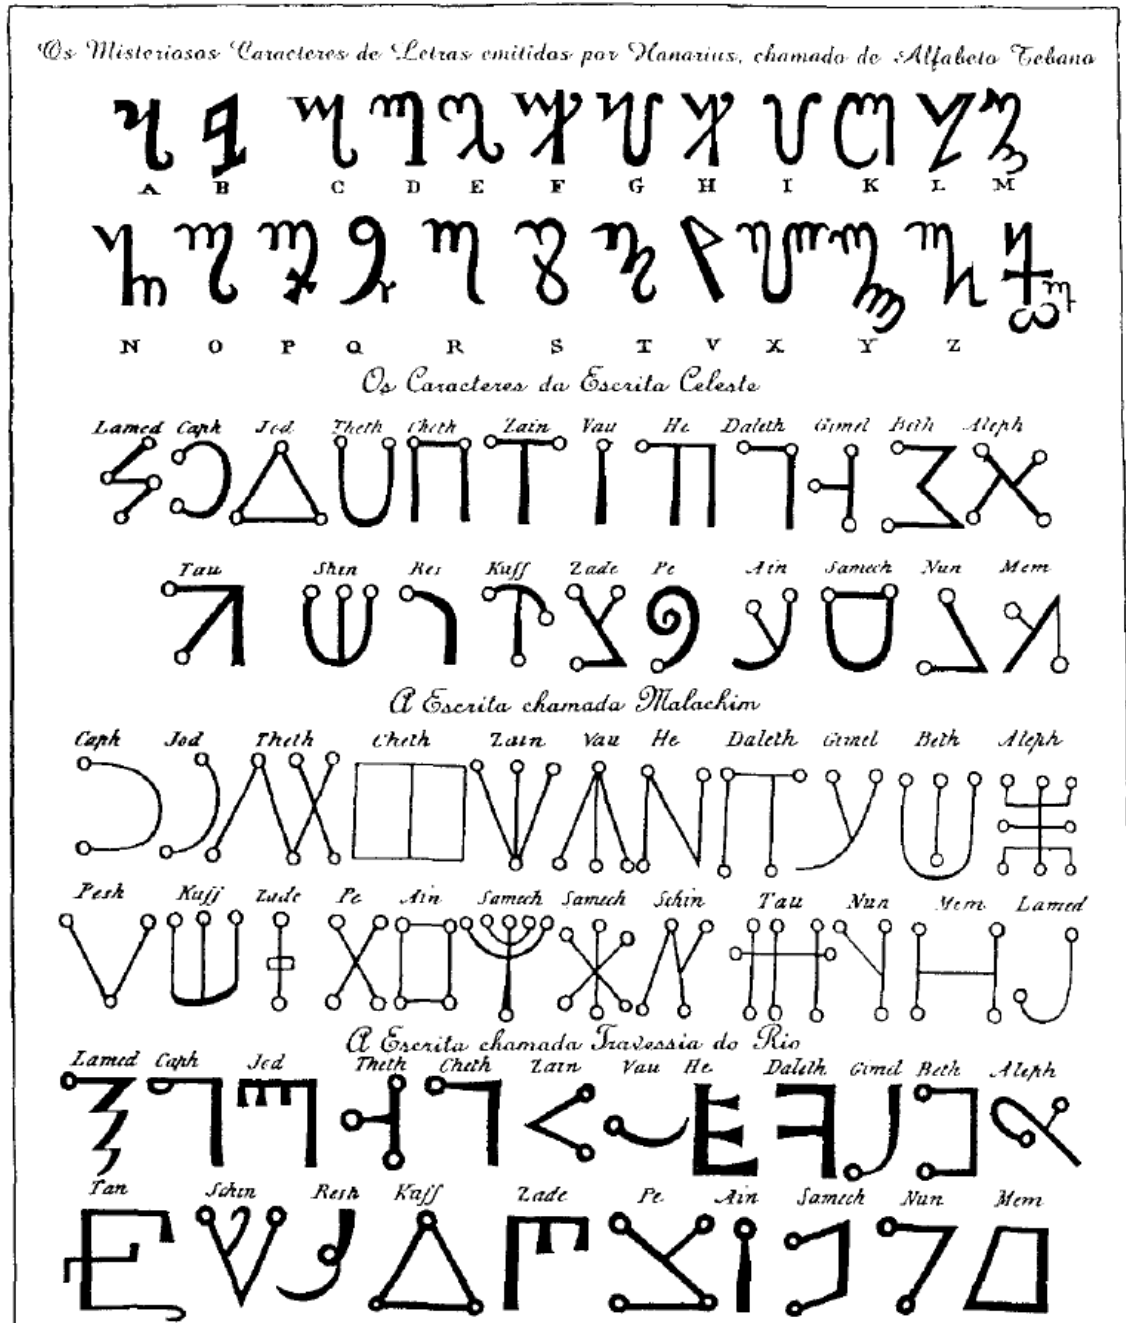 Os Misteriosos Caracteres de Letras emitidos por Honorius, chamado de Alfabeto Tebano
A B C D E F G H I K L M
N O P Q R S T V X Y Z
Os Caracteres da Escrita Celeste
Lamed Caph Jod Theth Cheth Zain Vau He Daleth Gimel Beth Aleph
Tau Shin Res Kuff Zade Pe Ain Samech Nun Mem
A Escrita chamada Malachim
Caph Jod Theth Cheth Zain Vau He Daleth Gimel Beth Aleph
Resh Kuff Zade Pe Ain Samech Samech Schin Tau Nun Mem Lamed
A Escrita chamada Travessia do Rio
Lamed Caph Jod Theth Cheth Zain Vau He Daleth Gimel Beth Aleph
Tau Schin Resh Kuff Zade Pe Ain Samech Nun Mem